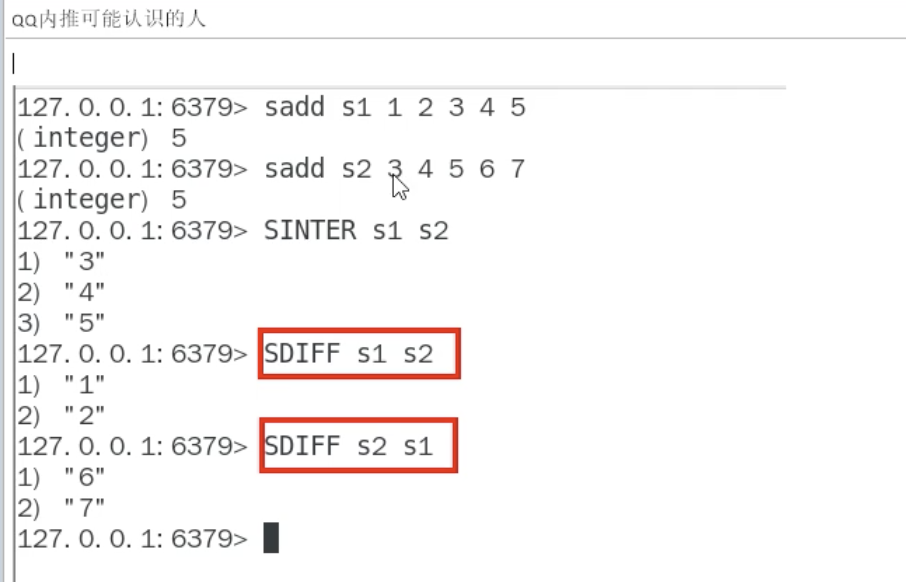 QQ内推可能认识的人
127.0.0.1:6379> sadd s1 1 2 3 4 5
(integer) 5
127.0.0.1:6379> sadd s2 3 4 5 6 7
(integer) 5
127.0.0.1:6379> SINTER s1 s2
1) "3"
2) "4"
3) "5"
127.0.0.1:6379> SDIFF s1 s2
1) "1"
2) "2"
127.0.0.1:6379> SDIFF s2 s1
1) "6"
2) "7"
127.0.0.1:6379>